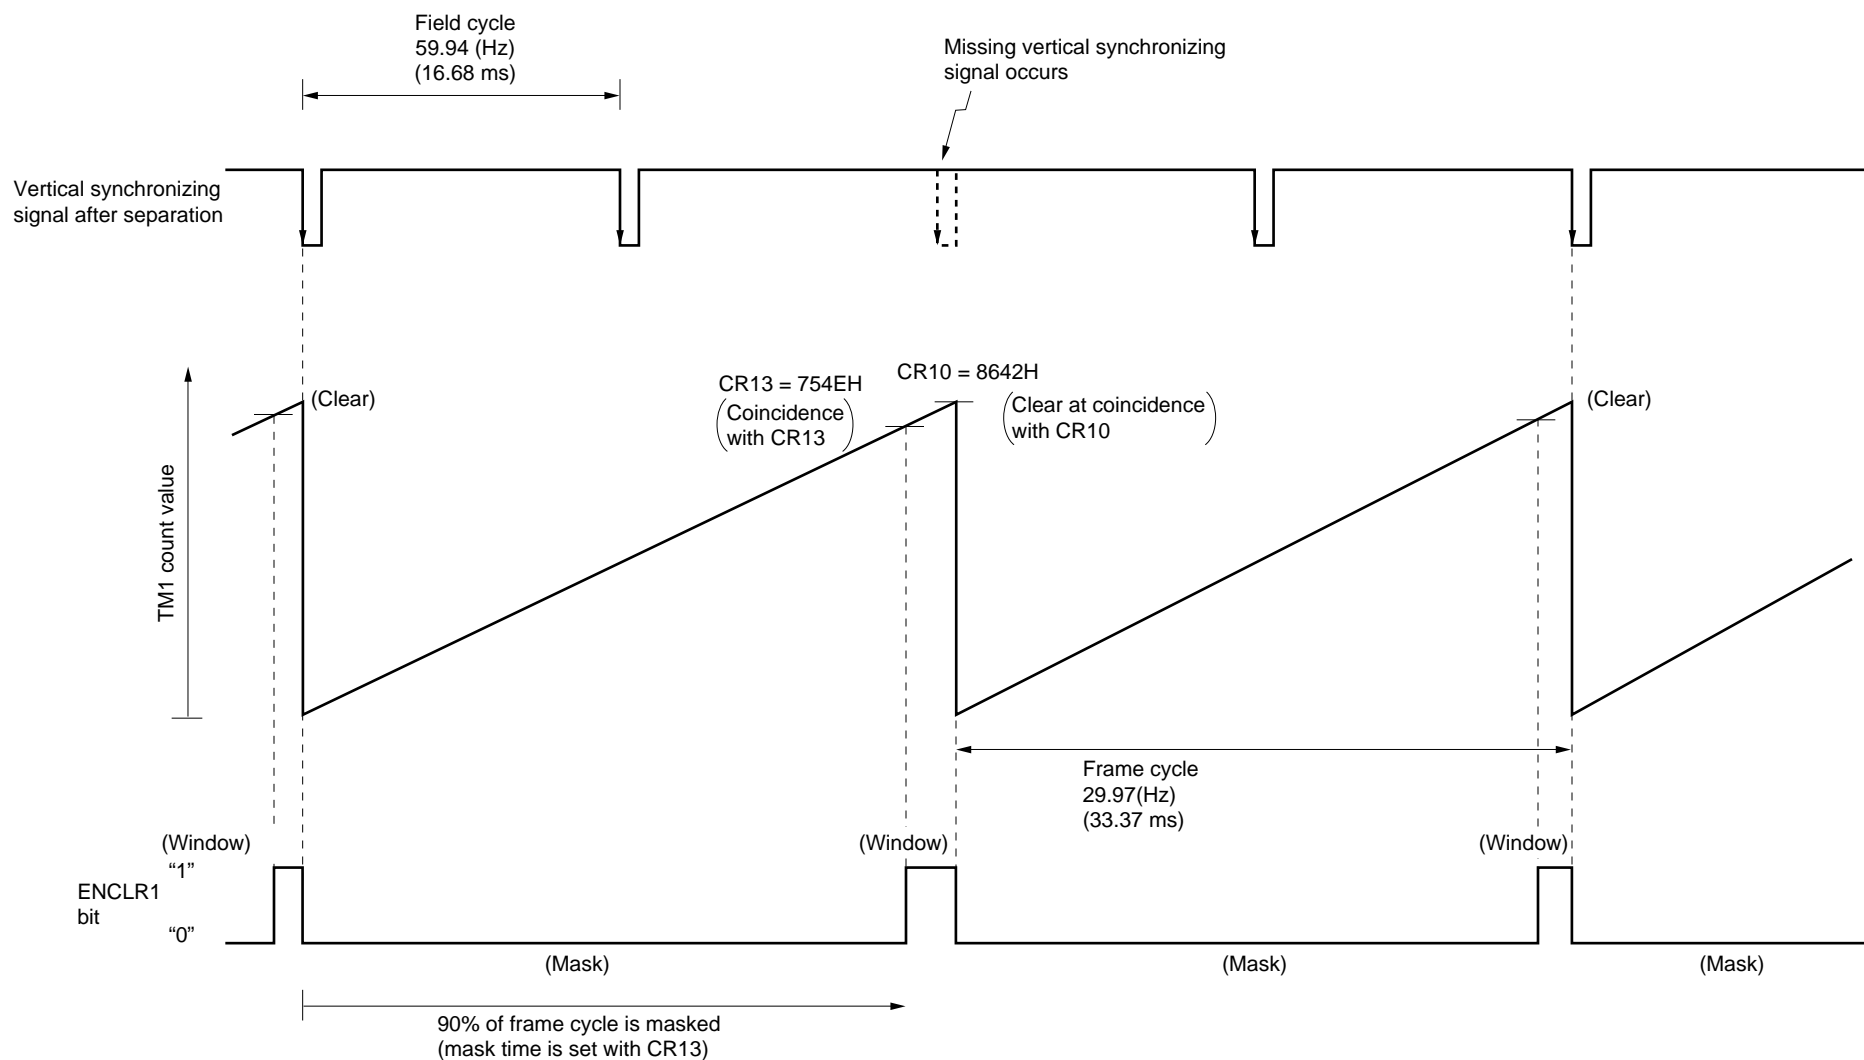 Field cycle
59.94 (Hz)
(16.68 ms)
Missing vertical synchronizing
signal occurs
Vertical synchronizing
signal after separation
TM1 count value
(Clear)
CR13 = 754EH
(Coincidence
with CR13)
CR10 = 8642H
(Clear at coincidence
with CR10)
(Clear)
Frame cycle
29.97(Hz)
(33.37 ms)
(Window)
(Window)
(Window)
ENCLR1
bit
“1”
“0”
(Mask)
(Mask)
(Mask)
90% of frame cycle is masked
(mask time is set with CR13)